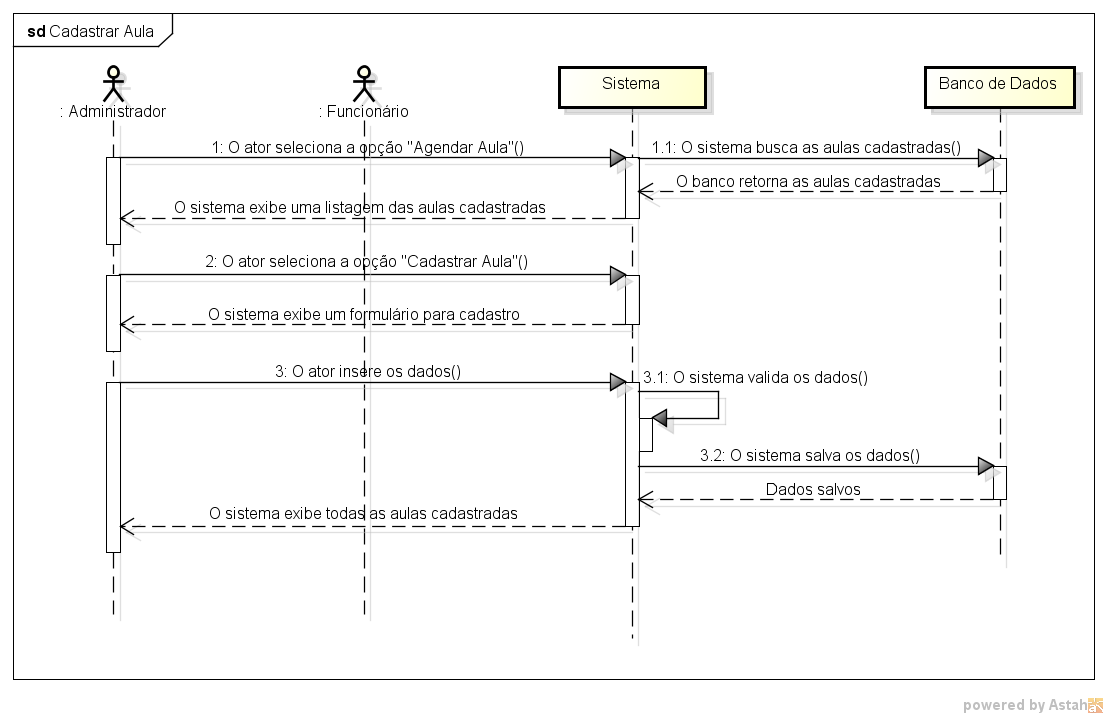 sd Cadastrar Aula
: Administrador
: Funcionário
Sistema
Banco de Dados
1: O ator seleciona a opção "Agendar Aula"()
1.1: O sistema busca as aulas cadastradas()
O banco retorna as aulas cadastradas
O sistema exibe uma listagem das aulas cadastradas
2: O ator seleciona a opção "Cadastrar Aula"()
O sistema exibe um formulário para cadastro
3: O ator insere os dados()
3.1: O sistema valida os dados()
3.2: O sistema salva os dados()
Dados salvos
O sistema exibe todas as aulas cadastradas
powered by Astah